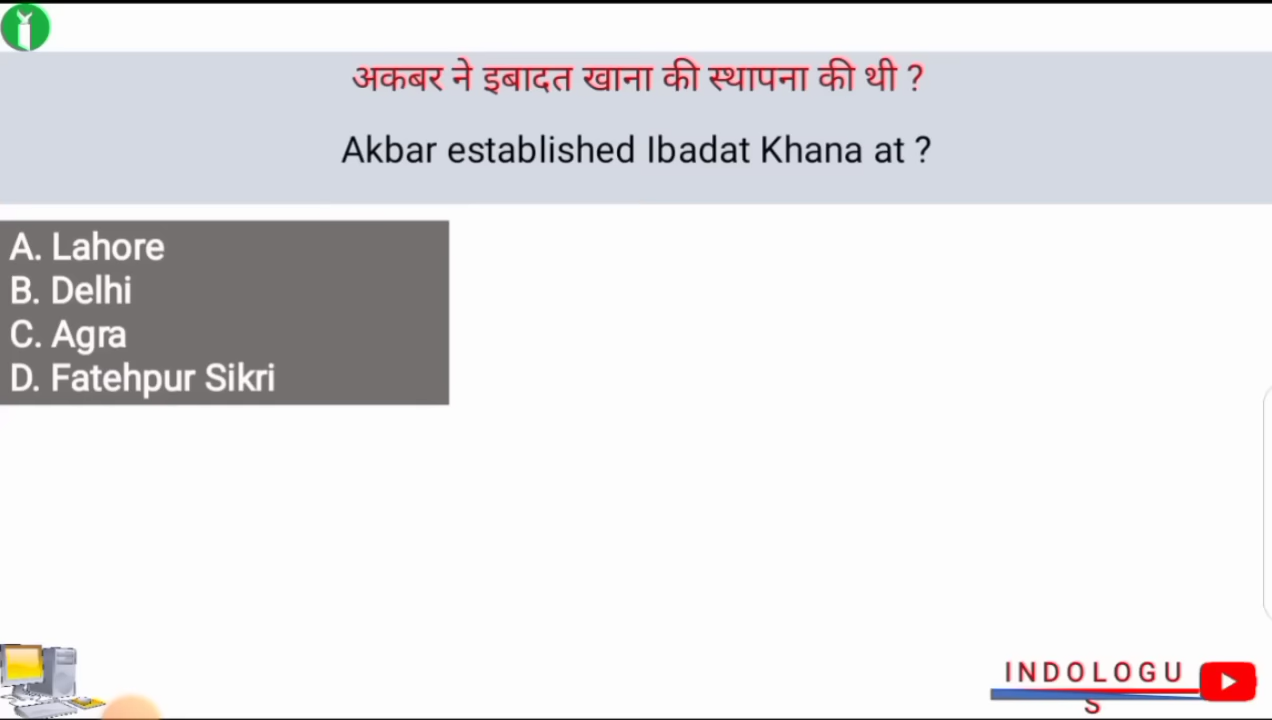 अकबर ने इबादत खाना की स्थापना की थी ?
Akbar established Ibadat Khana at ?
A. Lahore
B. Delhi
C. Agra
D. Fatehpur Sikri
INDOLOGU
S